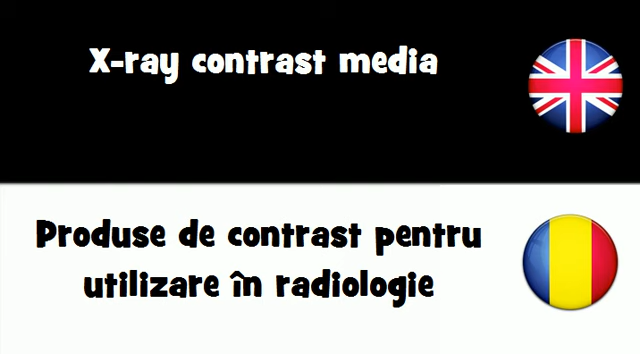 X-ray contrast media
Produse de contrast pentru
utilizare în radiologie